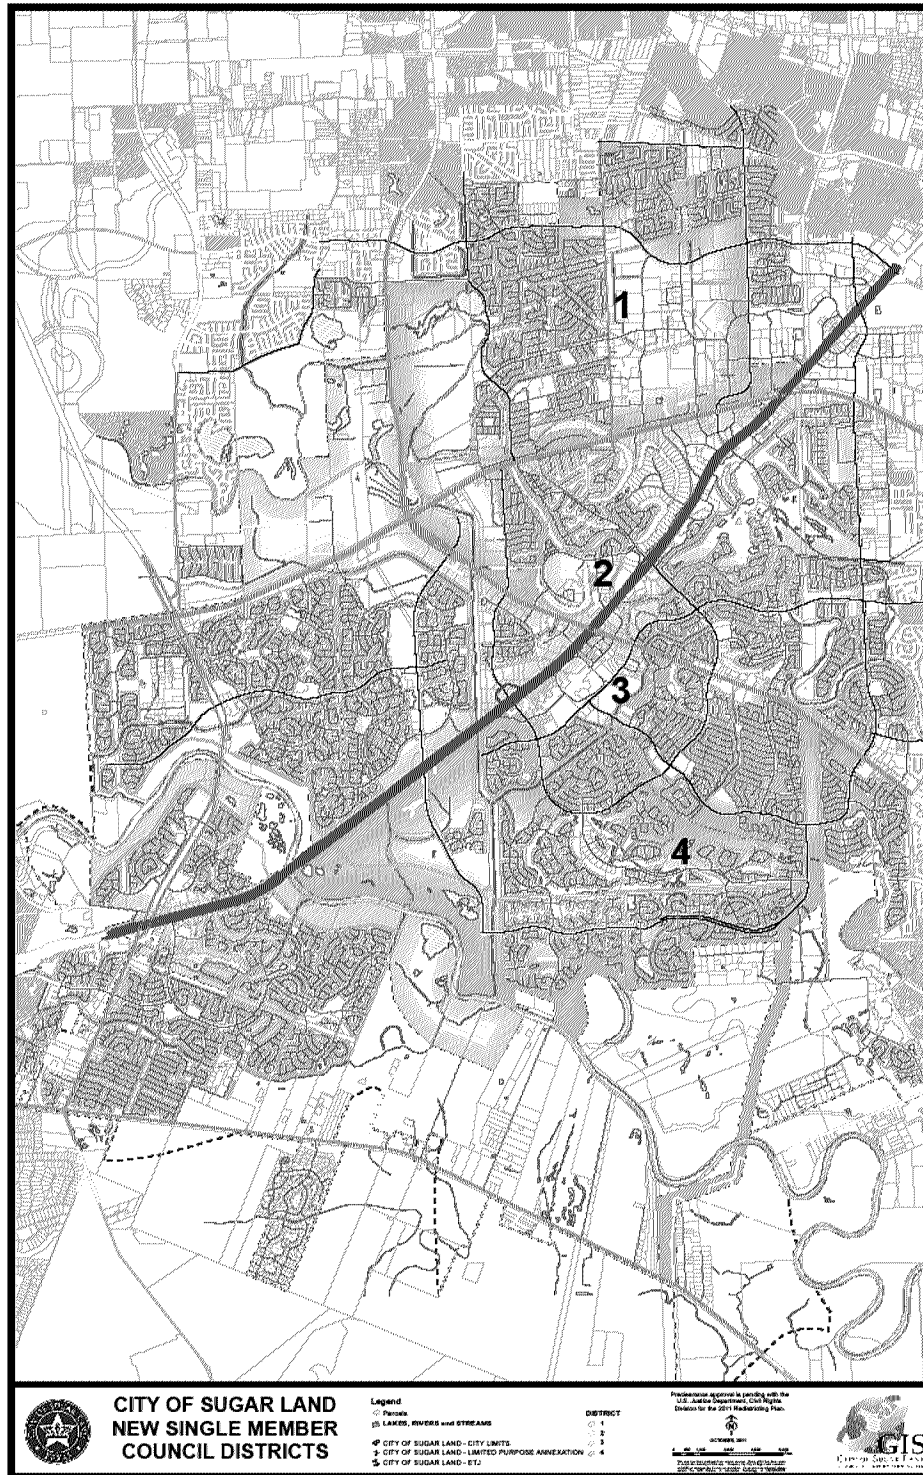 1
2
3
4
CITY OF SUGAR LAND
NEW SINGLE MEMBER
COUNCIL DISTRICTS
Legend
Parcels
LAKES, RIVERS and STREAMS
CITY OF SUGAR LAND - CITY LIMITS
CITY OF SUGAR LAND - LIMITED PURPOSE ANNEXATION
CITY OF SUGAR LAND - ETJ
DISTRICT
1
2
3
4
Preclearance approval is pending with the
U.S. Justice Department, Civil Rights
Division for the 2011 Redistricting Plan.
OCTOBER, 2011
GIS